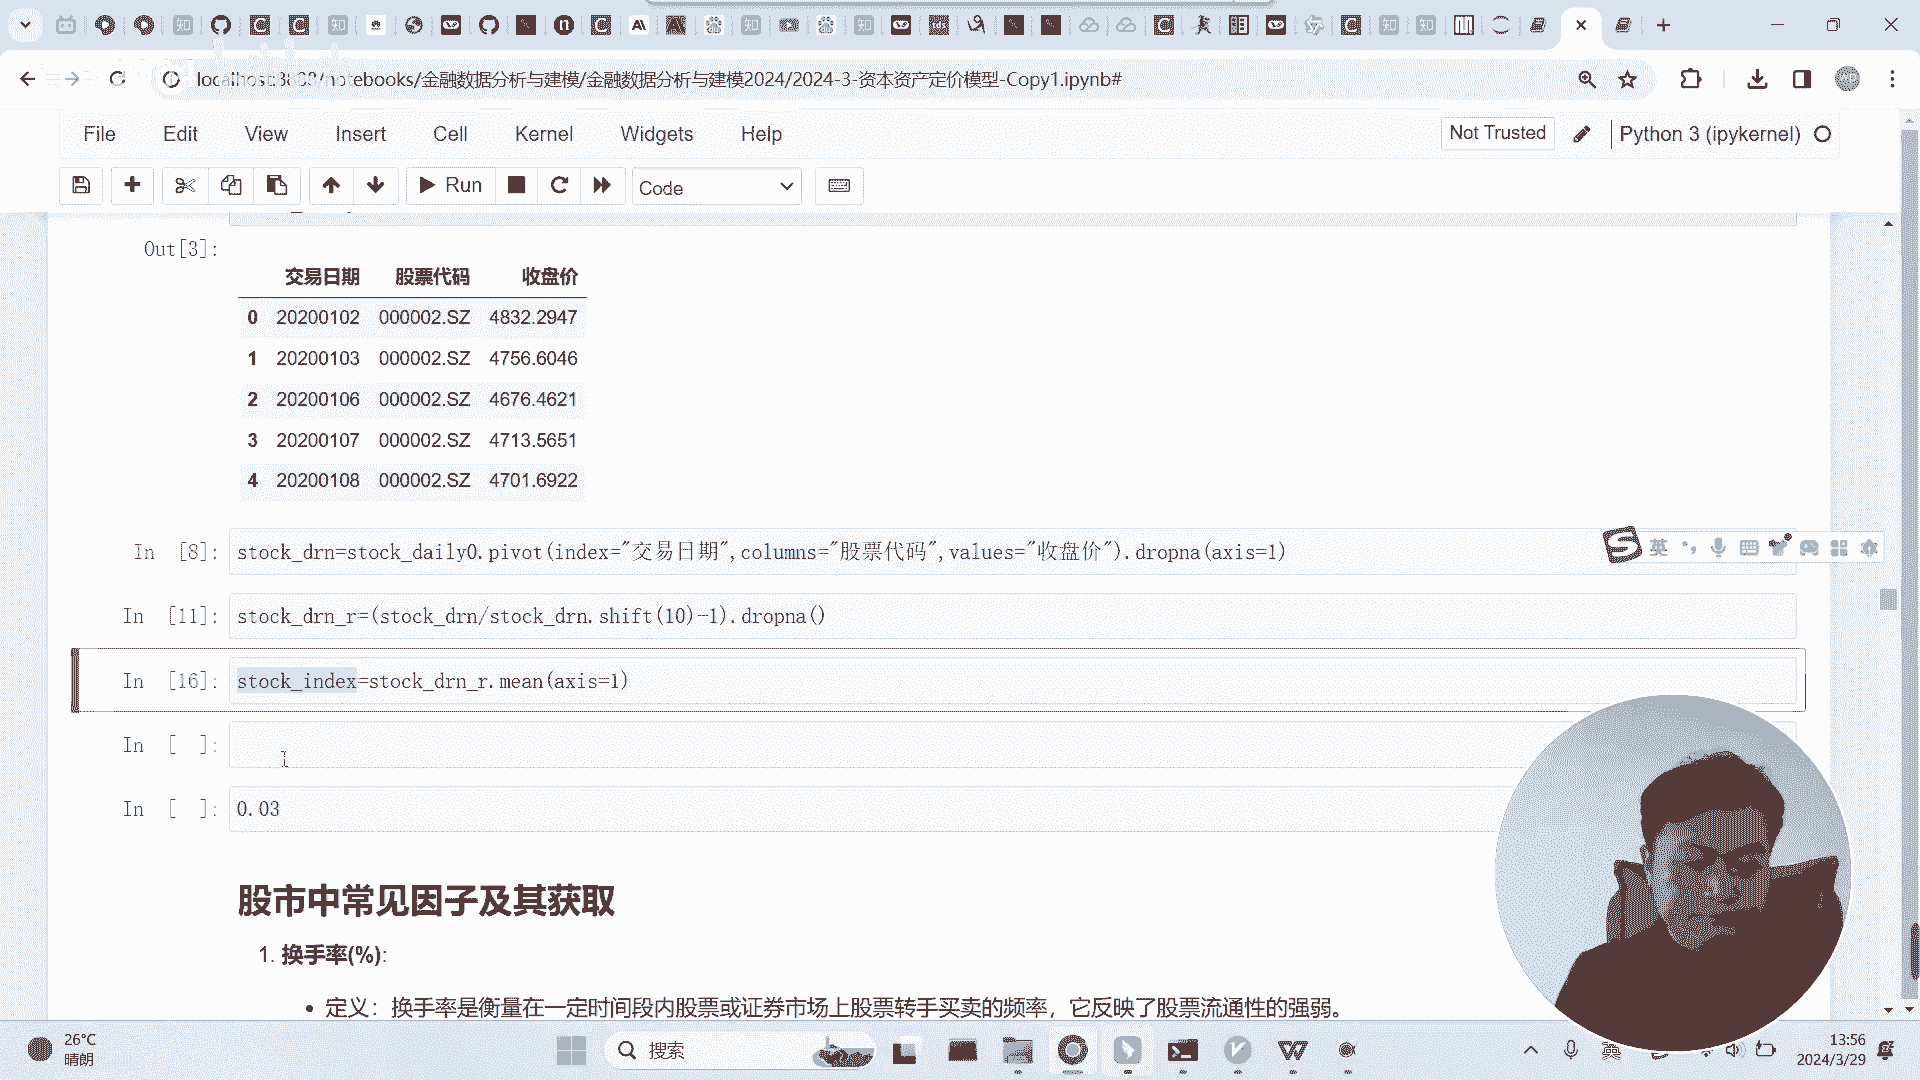 localhost:3888/notebooks/金融数据分析与建模/金融数据分析与建模2024/2024-3-资本资产定价模型-Copy1.ipynb#
File Edit View Insert Cell Kernel Widgets Help Not Trusted Python 3 (ipykernel)
Run Code
Out[3]:
交易日期 股票代码 收盘价
0 20200102 000002.SZ 4832.2947
1 20200103 000002.SZ 4756.6046
2 20200106 000002.SZ 4676.4621
3 20200107 000002.SZ 4713.5651
4 20200108 000002.SZ 4701.6922
In [8]: stock_drn=stock_daily0.pivot(index="交易日期",columns="股票代码",values="收盘价").dropna(axis=1)
英
In [11]: stock_drn_r=(stock_drn/stock_drn.shift(10)-1).dropna()
In [16]: stock_index=stock_drn_r.mean(axis=1)
In [ ]:
In [ ]: 0.03
股市中常见因子及其获取
1. 换手率(%):
• 定义：换手率是衡量在一定时间段内股票或证券市场上股票转手买卖的频率，它反映了股票流通性的强弱。
26°C
晴朗
搜索
英
13:56
2024/3/29